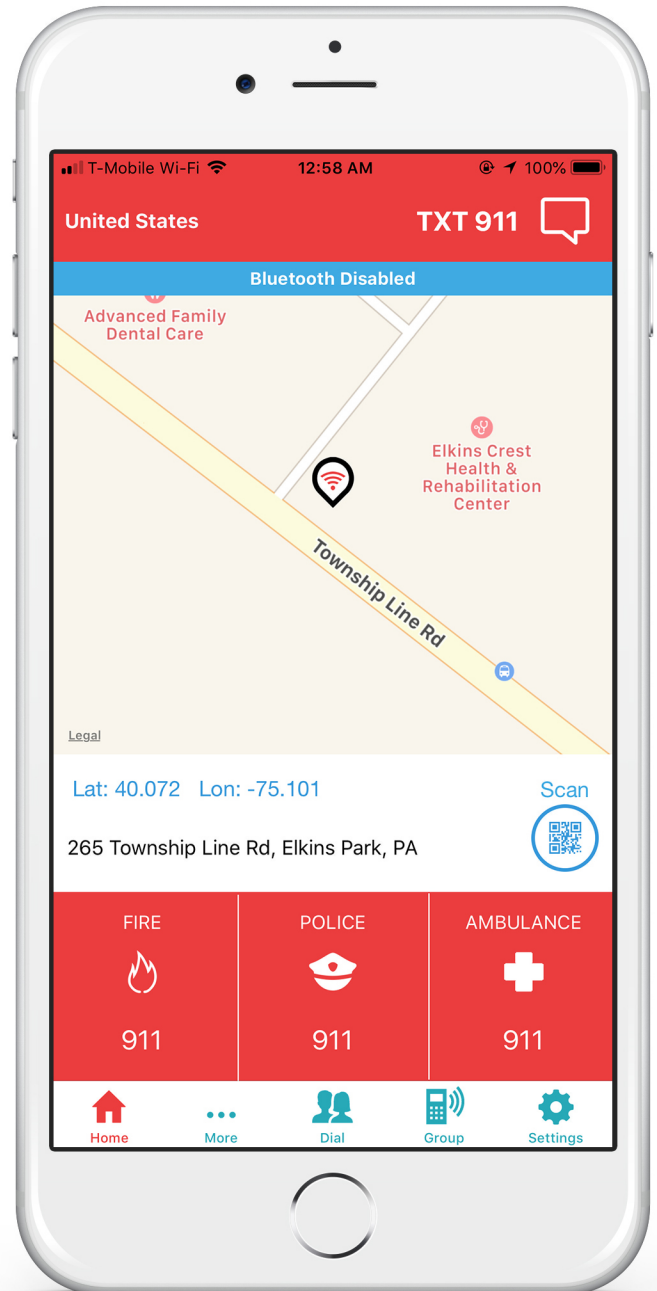 T-Mobile Wi-Fi 12:58 AM 100%
United States TXT 911
Bluetooth Disabled
Advanced Family
Dental Care
Elkins Crest
Health &
Rehabilitation
Center
Township Line Rd
Legal
Lat: 40.072 Lon: -75.101 Scan
265 Township Line Rd, Elkins Park, PA
FIRE POLICE AMBULANCE
911 911 911
Home More Dial Group Settings